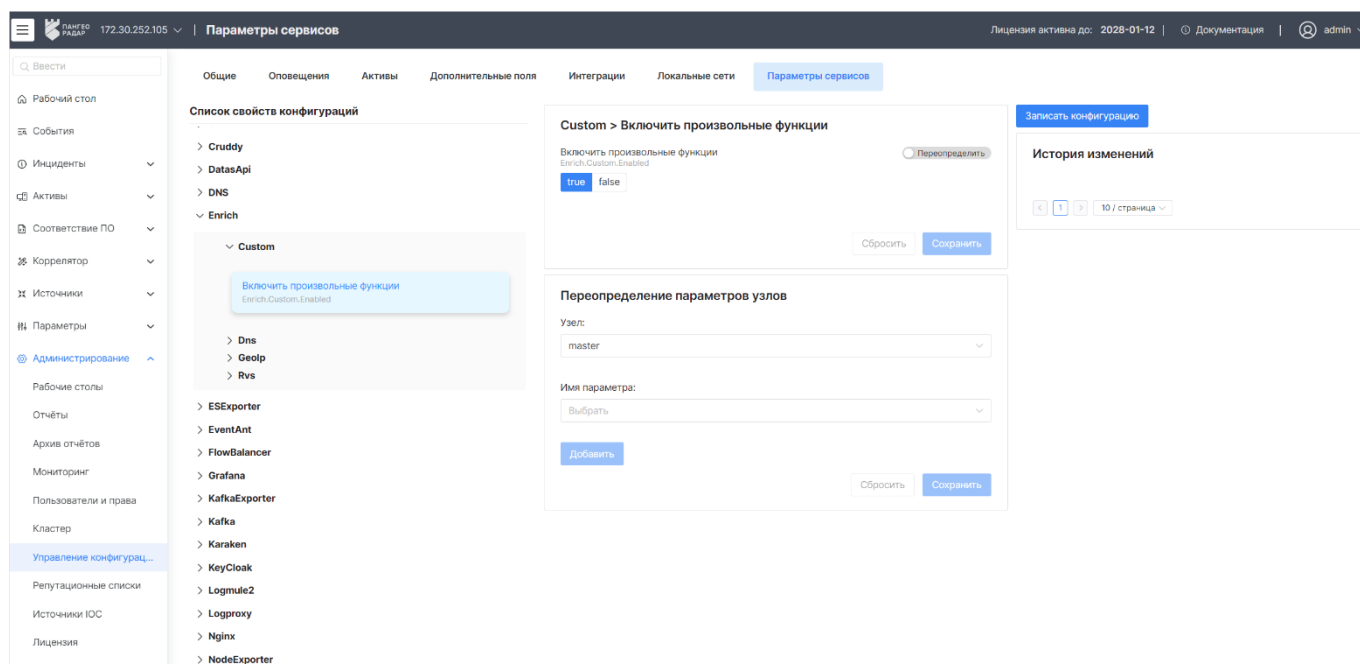 ПАНГЕО РАДАР 172.30.252.105 | Параметры сервисов Лицензия активна до: 2028-01-12 | Документация | admin
Ввести
Рабочий стол
События
Инциденты
Активы
Соответствие ПО
Коррелятор
Источники
Параметры
Администрирование
Рабочие столы
Отчёты
Архив отчётов
Мониторинг
Пользователи и права
Кластер
Управление конфигурац...
Репутационные списки
Источники IOC
Лицензия
Общие Оповещения Активы Дополнительные поля Интеграции Локальные сети Параметры сервисов
Список свойств конфигураций
Cruddy
DatasApi
DNS
Enrich
Custom
Включить произвольные функции
Enrich.Custom.Enabled
Dns
GeoIp
Rvs
ESExporter
EventAnt
FlowBalancer
Grafana
KafkaExporter
Kafka
Karaken
KeyCloak
Logmule2
Logproxy
Nginx
NodeExporter
Custom > Включить произвольные функции
Включить произвольные функции Переопределить
Enrich.Custom.Enabled
true false
Сбросить Сохранить
Переопределение параметров узлов
Узел:
master
Имя параметра:
Выбрать
Добавить
Сбросить Сохранить
Записать конфигурацию
История изменений
1 10 / страница